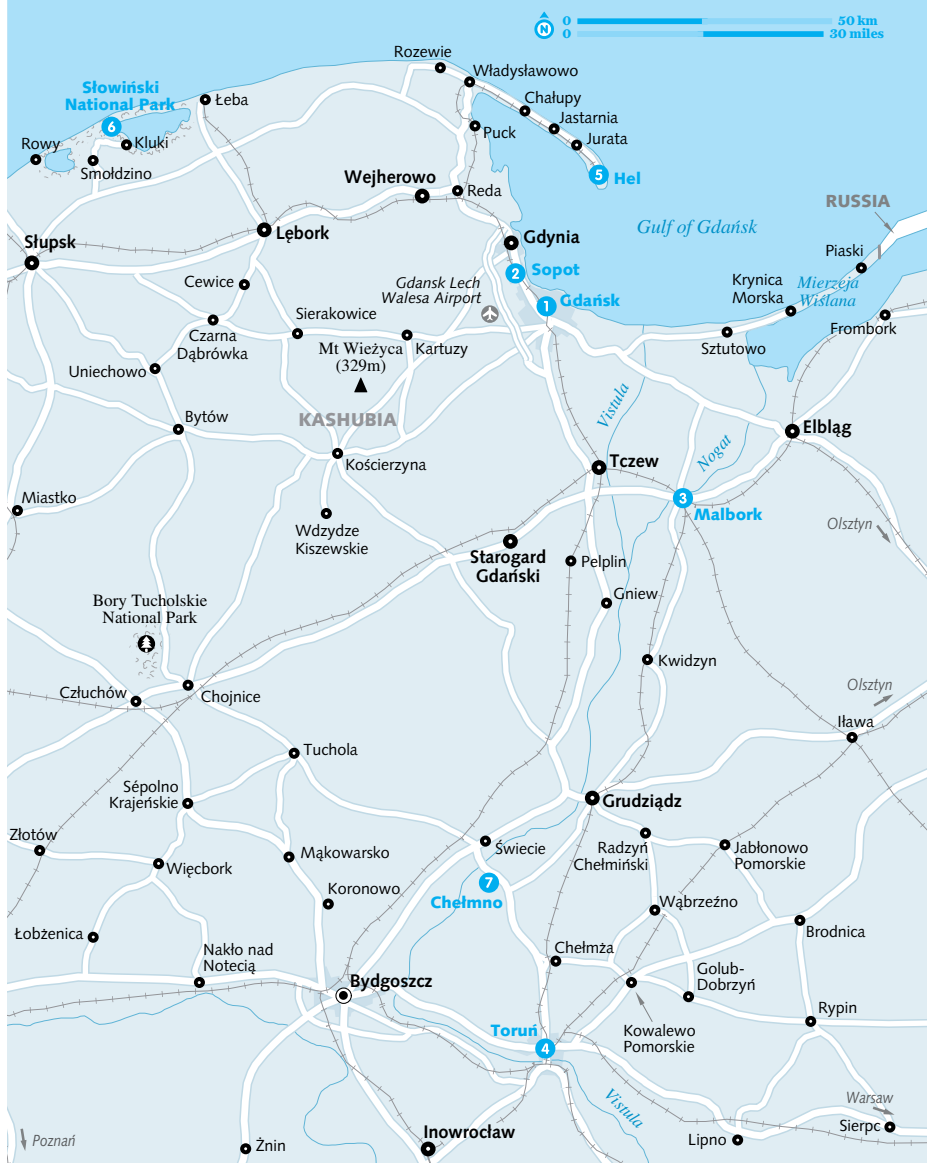 0 50 km
N
0 30 miles
Rozewie
Władysławowo
Słowiński
National Park
Łeba
Chałupy
Jastarnia
Puck
Jurata
6
Rowy
Kluki
Smołdzino
Wejherowo
Reda
5
Hel
RUSSIA
Gulf of Gdańsk
Lębork
Gdynia
Słupsk
Piaski
2
Sopot
Cewice
Gdansk Lech
Walesa Airport
Krynica
Morska
Mierzeja
Wiślana
1
Gdańsk
Sierakowice
Czarna
Dąbrówka
Mt Wieżyca
(329m)
Kartuzy
Sztutowo
Frombork
Uniechowo
Vistula
Bytów
KASHUBIA
Elbląg
Nogat
Kościerzyna
Tczew
Miastko
3
Malbork
Wdzydze
Kiszewskie
Olsztyn
Starogard
Gdański
Pelplin
Bory Tucholskie
National Park
Gniew
Kwidzyn
Człuchów
Chojnice
Olsztyn
Iława
Tuchola
Sépolno
Krajeńskie
Grudziądz
Złotów
Świecie
Radzyń
Chełmiński
Jabłonowo
Pomorskie
Więcbork
Mąkowarsko
7
Chełmno
Koronowo
Wąbrzeźno
Łobżenica
Brodnica
Nakło nad
Notecią
Chełmża
Golub-
Dobrzyń
Bydgoszcz
Rypin
Toruń
4
Kowalewo
Pomorskie
Vistula
Warsaw
Poznań
Żnin
Inowrocław
Lipno
Sierpc